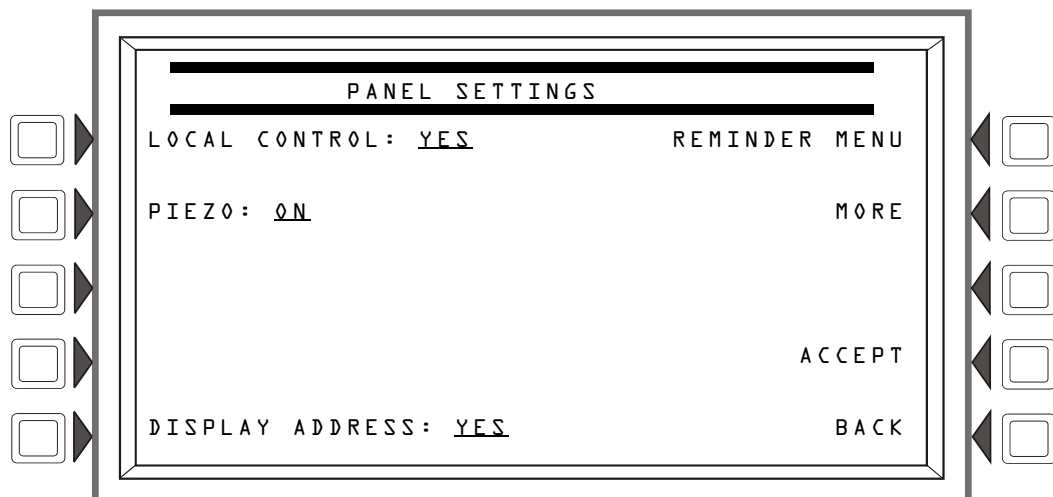 PANEL SETTINGS
LOCAL CONTROL: YES REMINDER MENU
PIEZO: ON MORE
ACCEPT
DISPLAY ADDRESS: YES BACK